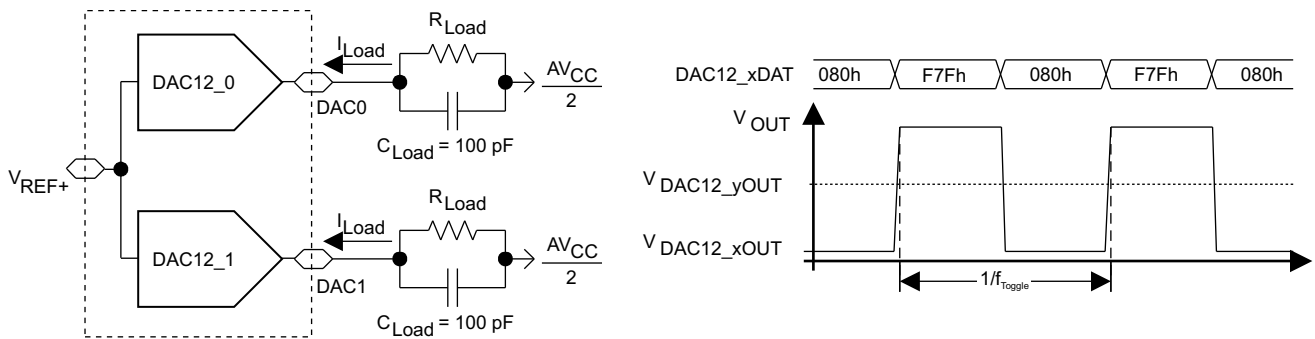 DAC12_0
I Load
R Load
AV CC
2
DAC0
C Load = 100 pF
V REF+
DAC12_1
I Load
R Load
AV CC
2
DAC1
C Load = 100 pF
DAC12_xDAT 080h F7Fh 080h F7Fh 080h
V OUT
V DAC12_yOUT
V DAC12_xOUT
1/f Toggle